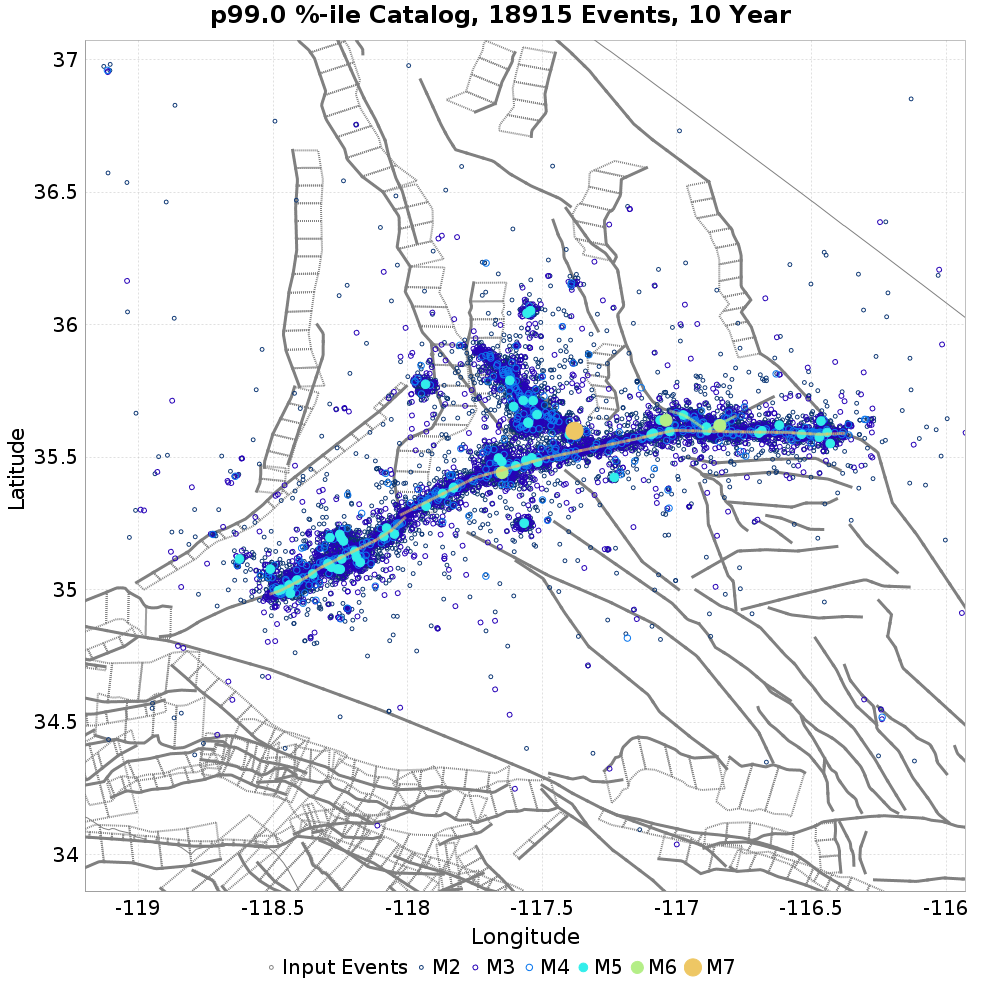 p99.0 %-ile Catalog, 18915 Events, 10 Year
37
36.5
36
35.5
35
34.5
34
Latitude
-119
-118.5
-118
-117.5
-117
-116.5
-116
Longitude
Input Events
M2
M3
M4
M5
M6
M7